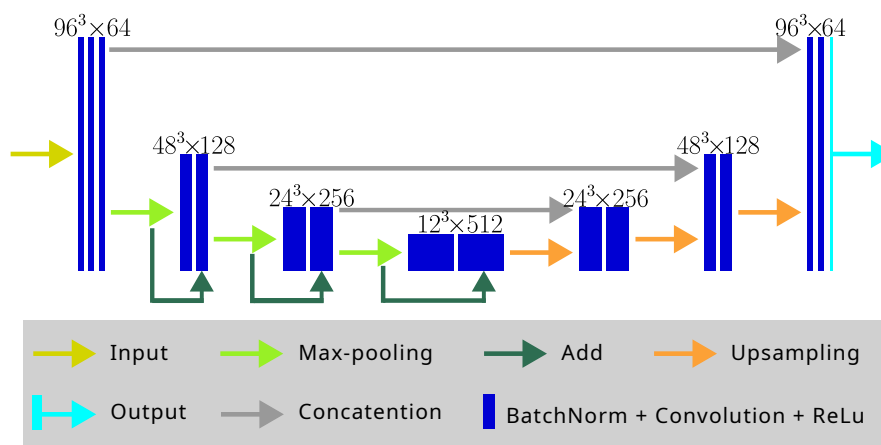 96³×64
96³×64
48³×128
48³×128
24³×256
24³×256
12³×512
Input
Max-pooling
Add
Upsampling
Output
Concatention
BatchNorm + Convolution + ReLu